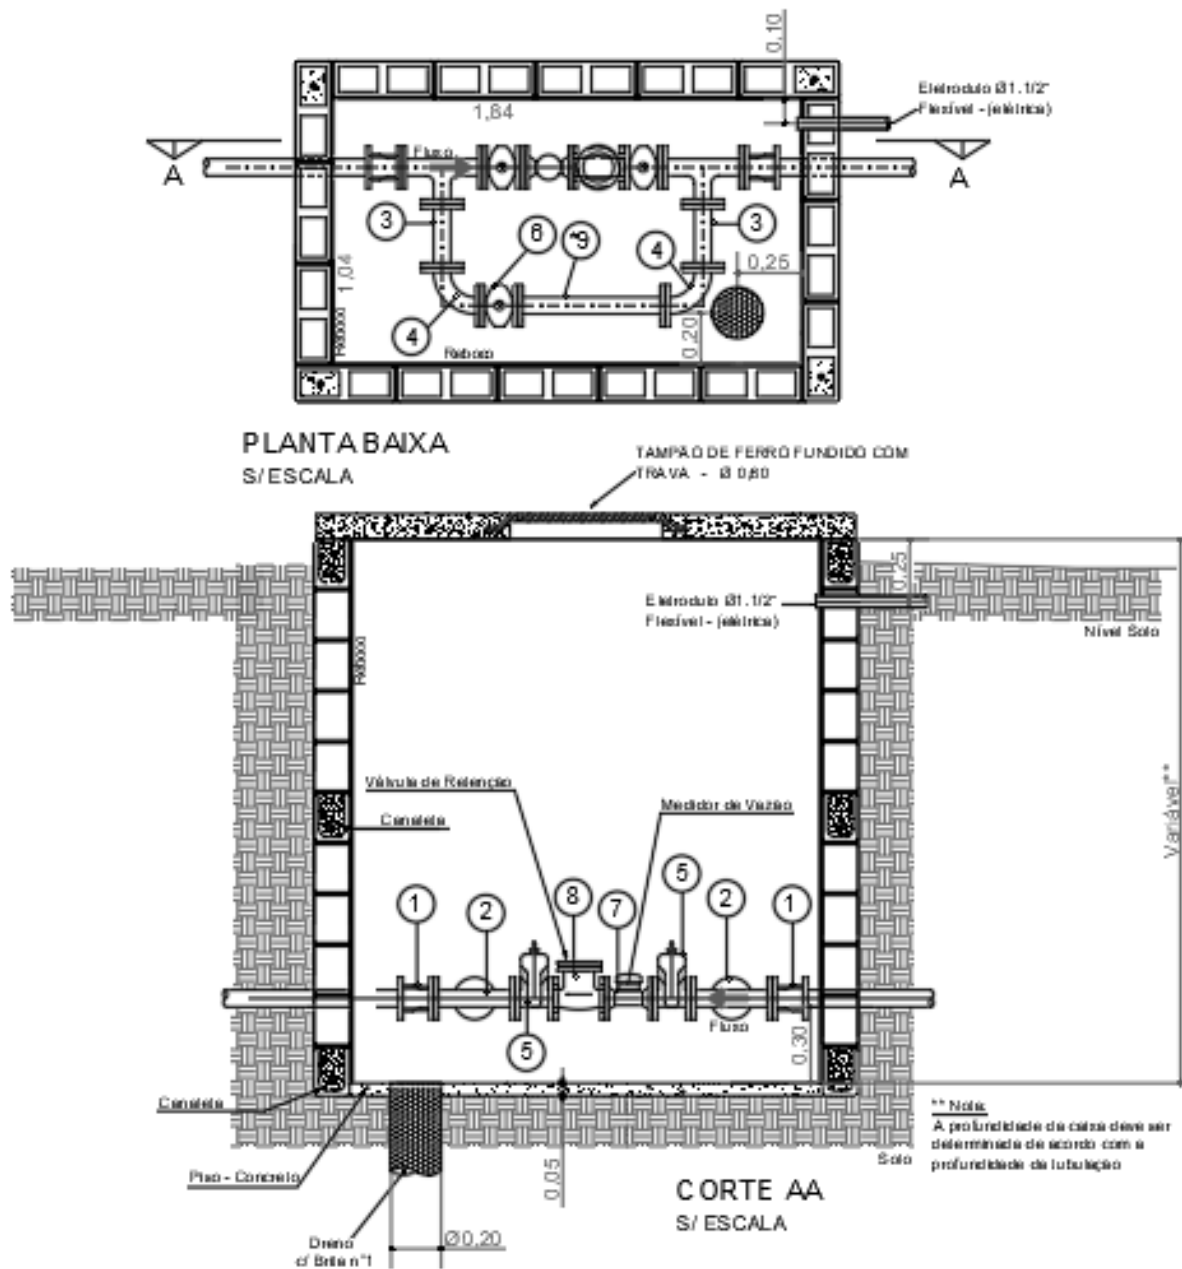 0,10
Eletroduto Ø1.1/2"
Flexível - (elétrica)
1,84
Fluxo
A
A
3
6
*9
4
3
0,25
1,04
4
0,20
Reboco
Reboco
PLANTA BAIXA
S/ ESCALA
TAMPÃO DE FERRO FUNDIDO COM
TRAVA - Ø 0,60
0,25
Eletroduto Ø1.1/2"
Flexível - (elétrica)
Nível Solo
Reboco
Válvula de Retenção
Medidor de Vazão
Canaleta
Variável**
1
2
8
7
5
2
1
5
Fluxo
0,30
Canaleta
** Nota:
A profundidade da caixa deve ser
determinada de acordo com a
profundidade da tubulação
Solo
Piso - Concreto
0,05
CORTE AA
S/ ESCALA
Dreno
c/ Brita n°1
Ø0,20